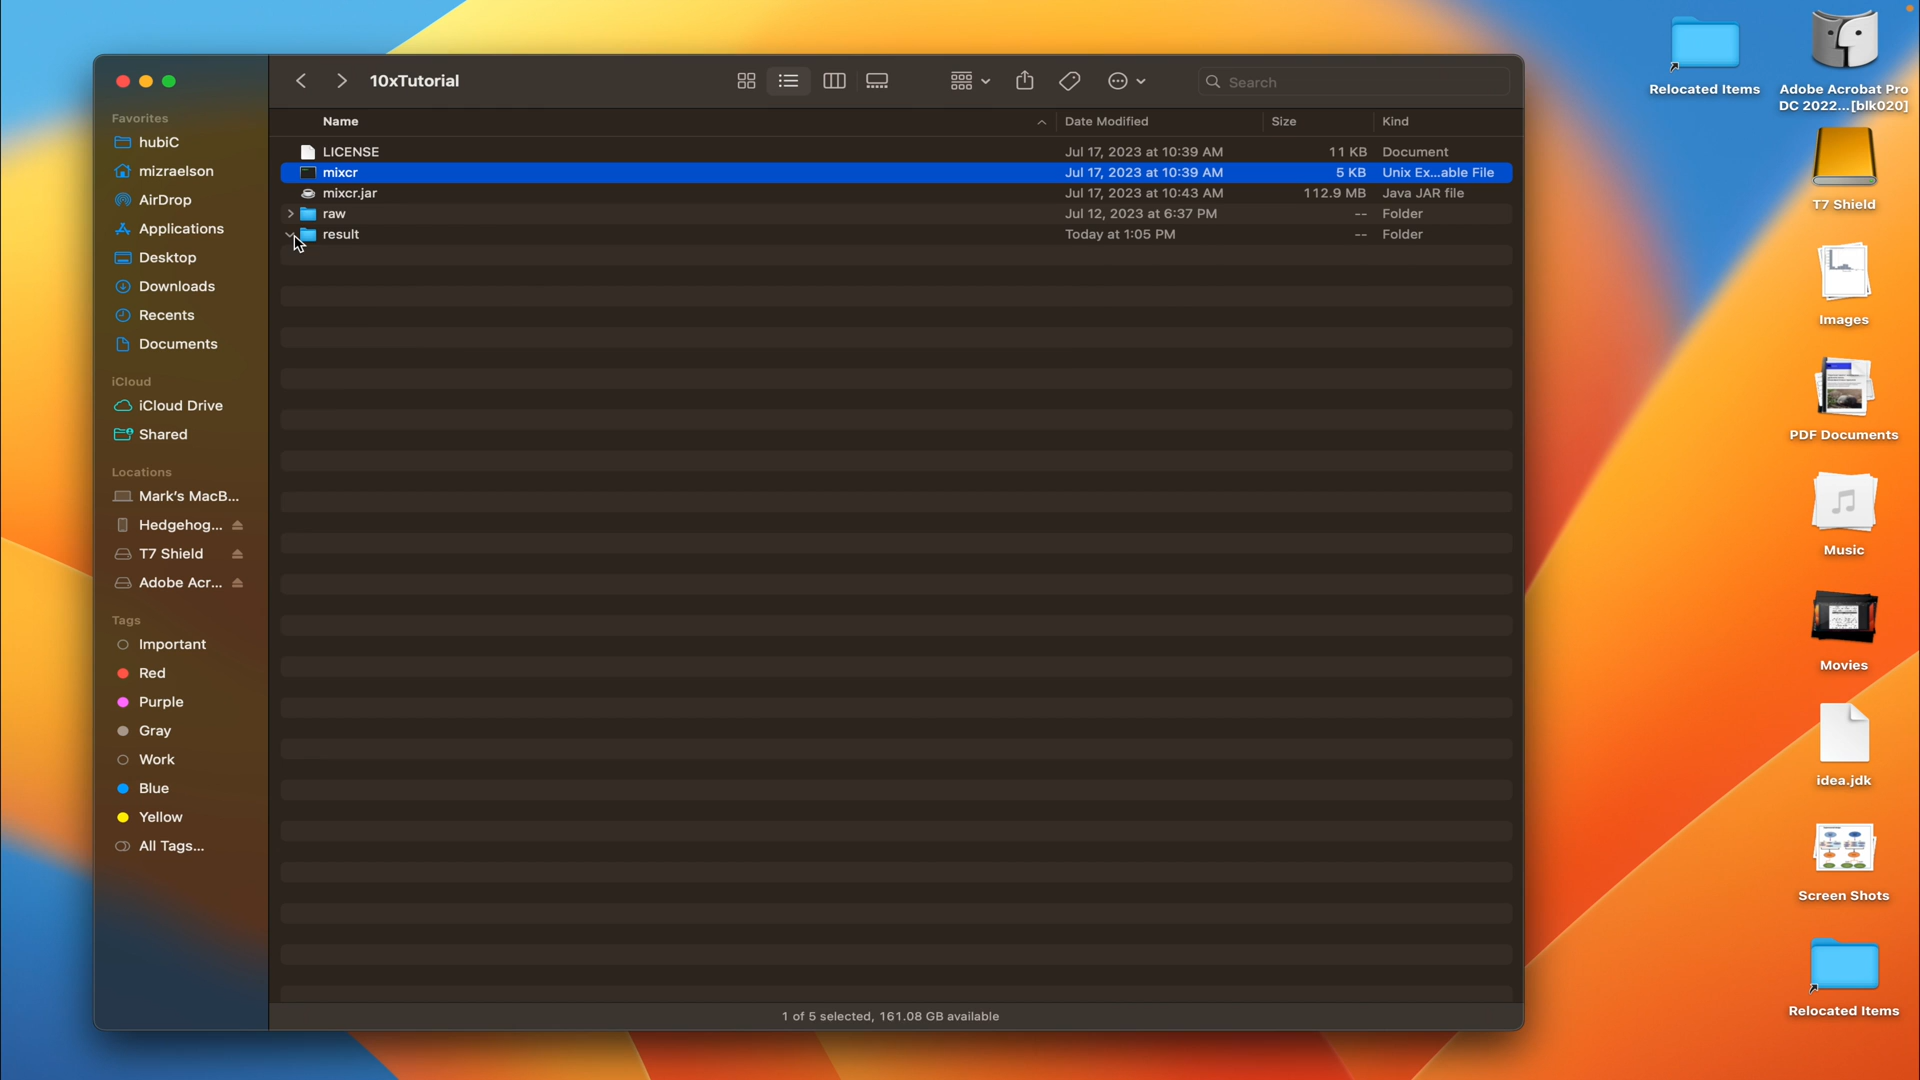 10xTutorial
Search
Favorites
hubiC
mizraelson
AirDrop
Applications
Desktop
Downloads
Recents
Documents
iCloud
iCloud Drive
Shared
Locations
Mark's MacB...
Hedgehog...
T7 Shield
Adobe Acr...
Tags
Important
Red
Purple
Gray
Work
Blue
Yellow
All Tags...
Name Date Modified Size Kind
LICENSE Jul 17, 2023 at 10:39 AM 11 KB Document
mixcr Jul 17, 2023 at 10:39 AM 5 KB Unix Ex...able File
mixcr.jar Jul 17, 2023 at 10:43 AM 112.9 MB Java JAR file
raw Jul 12, 2023 at 6:37 PM -- Folder
result Today at 1:05 PM -- Folder
1 of 5 selected, 161.08 GB available
Relocated Items
Adobe Acrobat Pro
DC 2022...[blk020]
T7 Shield
Images
PDF Documents
Music
Movies
idea.jdk
Screen Shots
Relocated Items